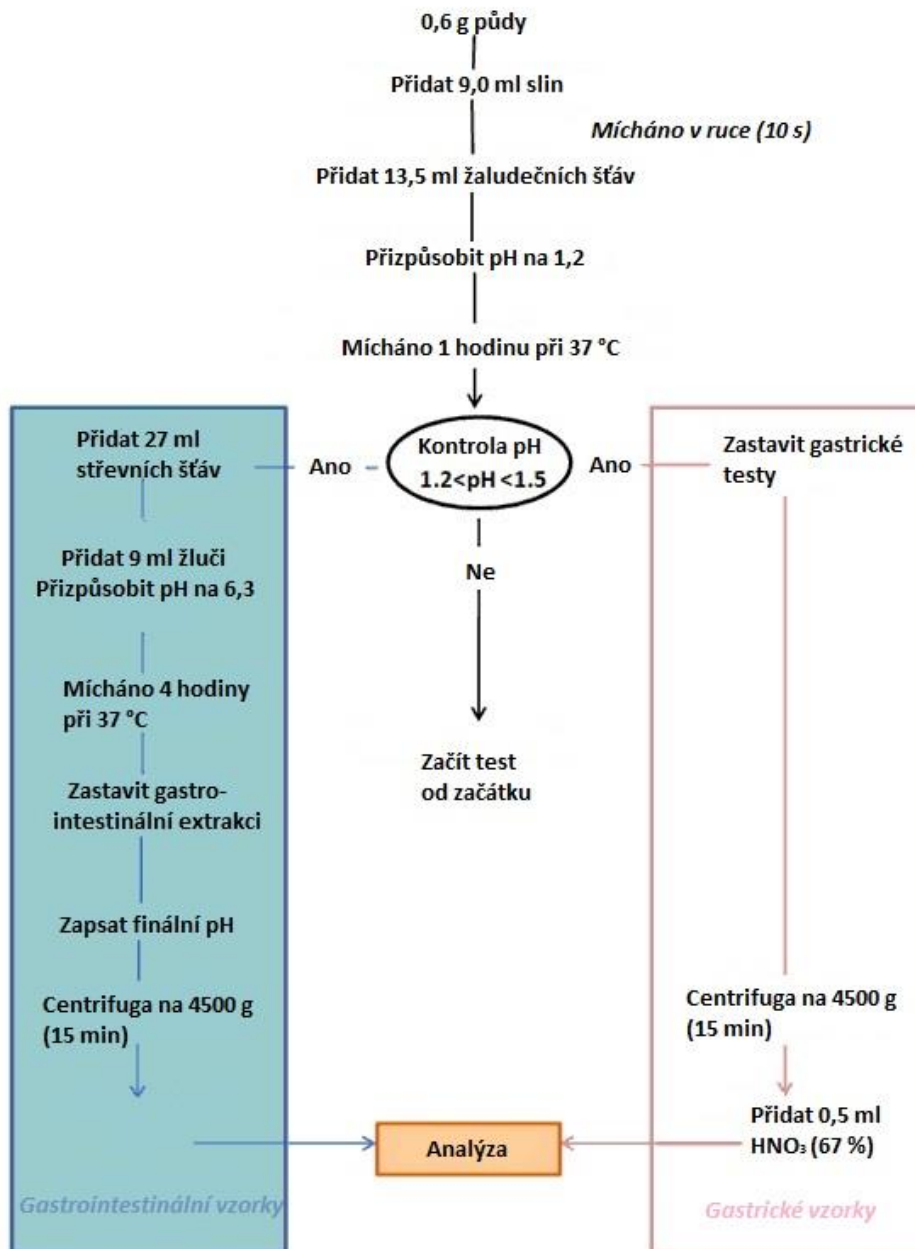 0,6 g půdy
Přidat 9,0 ml slin
Mícháno v ruce (10 s)
Přidat 13,5 ml žaludečních šťáv
Přizpůsobit pH na 1,2
Mícháno 1 hodinu při 37 °C
Kontrola pH
1.2<pH <1.5
Ano
Ano
Ne
Začít test
od začátku
Přidat 27 ml
střevních šťáv
Přidat 9 ml žluči
Přizpůsobit pH na 6,3
Mícháno 4 hodiny
při 37 °C
Zastavit gastro-
intestinální extrakci
Zapsat finální pH
Centrifuga na 4500 g
(15 min)
Gastrointestinální vzorky
Zastavit gastrické
testy
Centrifuga na 4500 g
(15 min)
Přidat 0,5 ml
HNO₃ (67 %)
Gastrické vzorky
Analýza